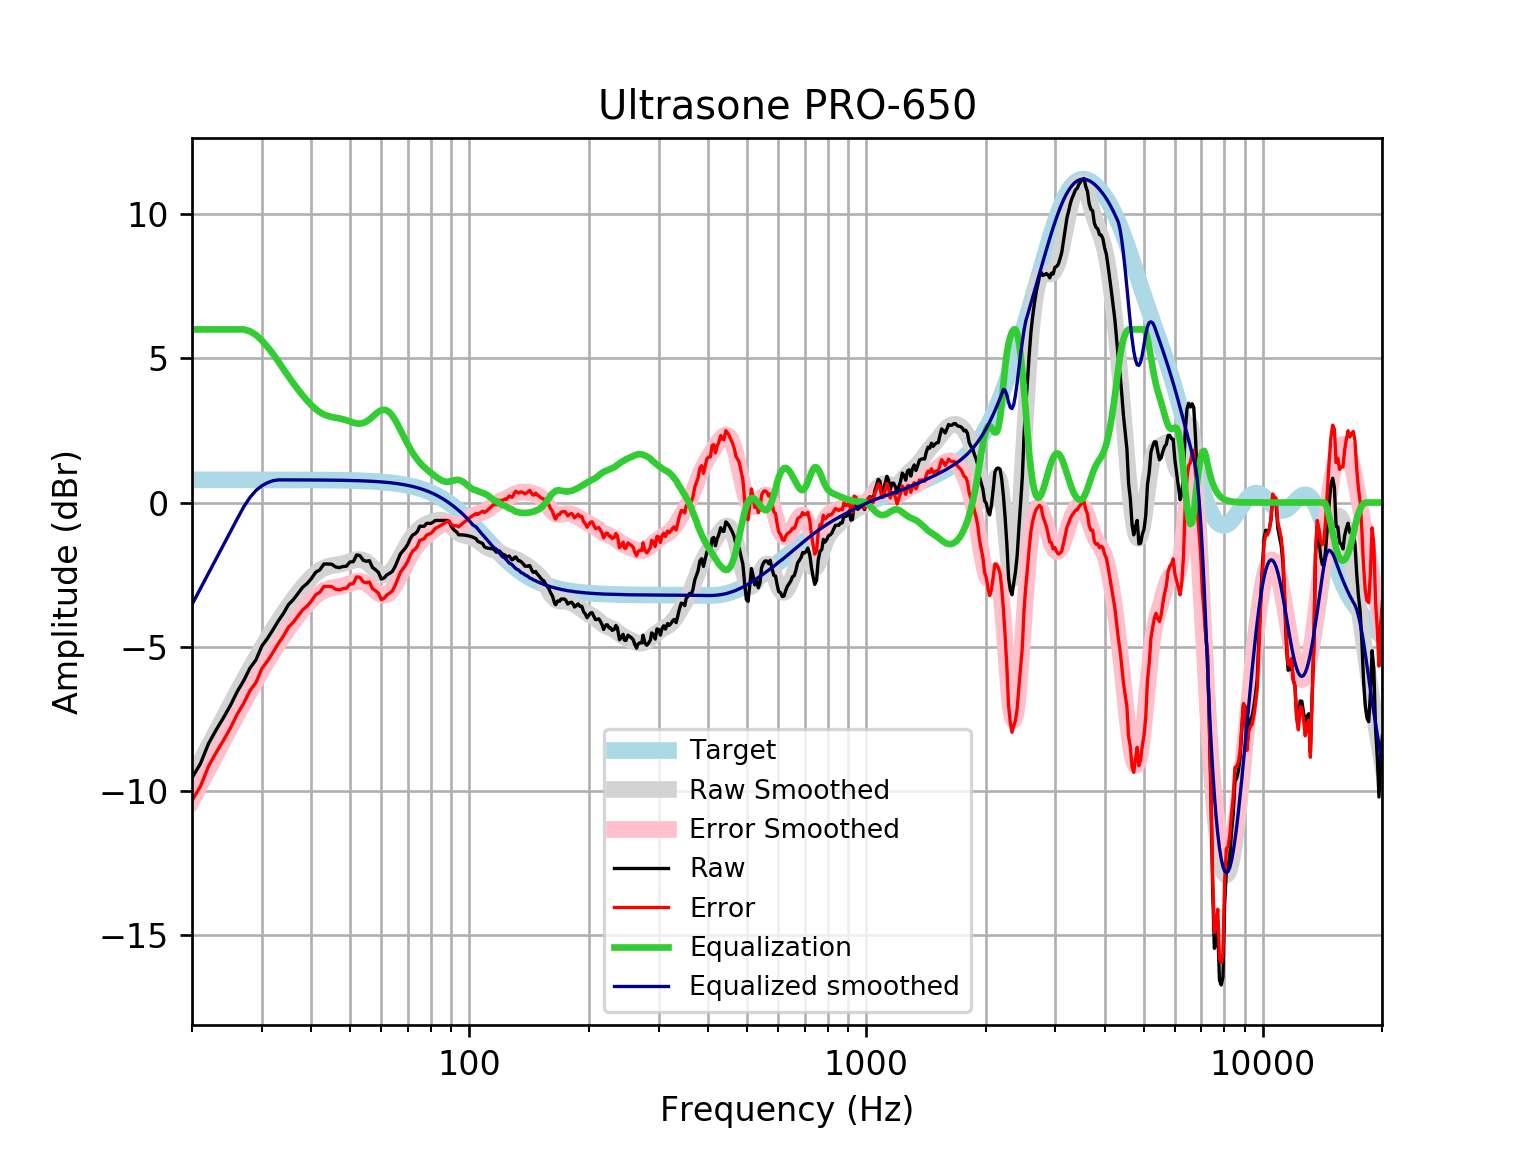 Ultrasone PRO-650
10
5
0
−5
−10
−15
Amplitude (dBr)
Target
Raw Smoothed
Error Smoothed
Raw
Error
Equalization
Equalized smoothed
100
1000
10000
Frequency (Hz)